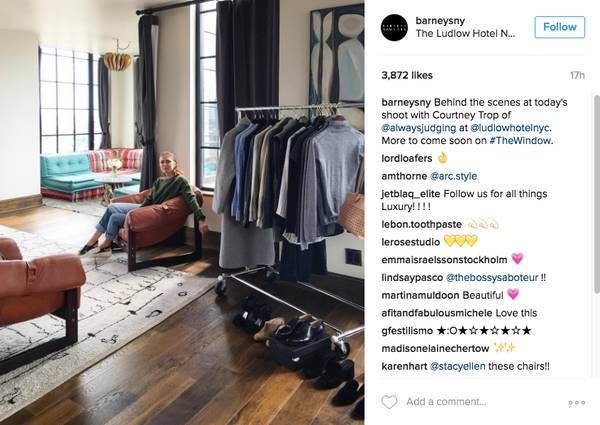 barneysny
The Ludlow Hotel N...
Follow
3,872 likes
17h
barneysny Behind the scenes at today's
shoot with Courtney Trop of
@alwaysjudging at @ludlowhotelnyc.
More to come soon on #TheWindow.
lordloafers 👌
amthorne @arc.style
jetblaq_elite Follow us for all things
Luxury! ! ! !
lebon.toothpaste 💫💫💫
lerosestudio 💛💛💛
emmaisraelssonstockholm 💗
lindsaypasco @thebossysaboteur !!
martinamuldoon Beautiful 💗
afitandfabulousmichele Love this
gfestilismo ★:O★☆★☆★☆★
madisonelainechertow ✨✨
karenhart @stacyellen these chairs!!
Add a comment...